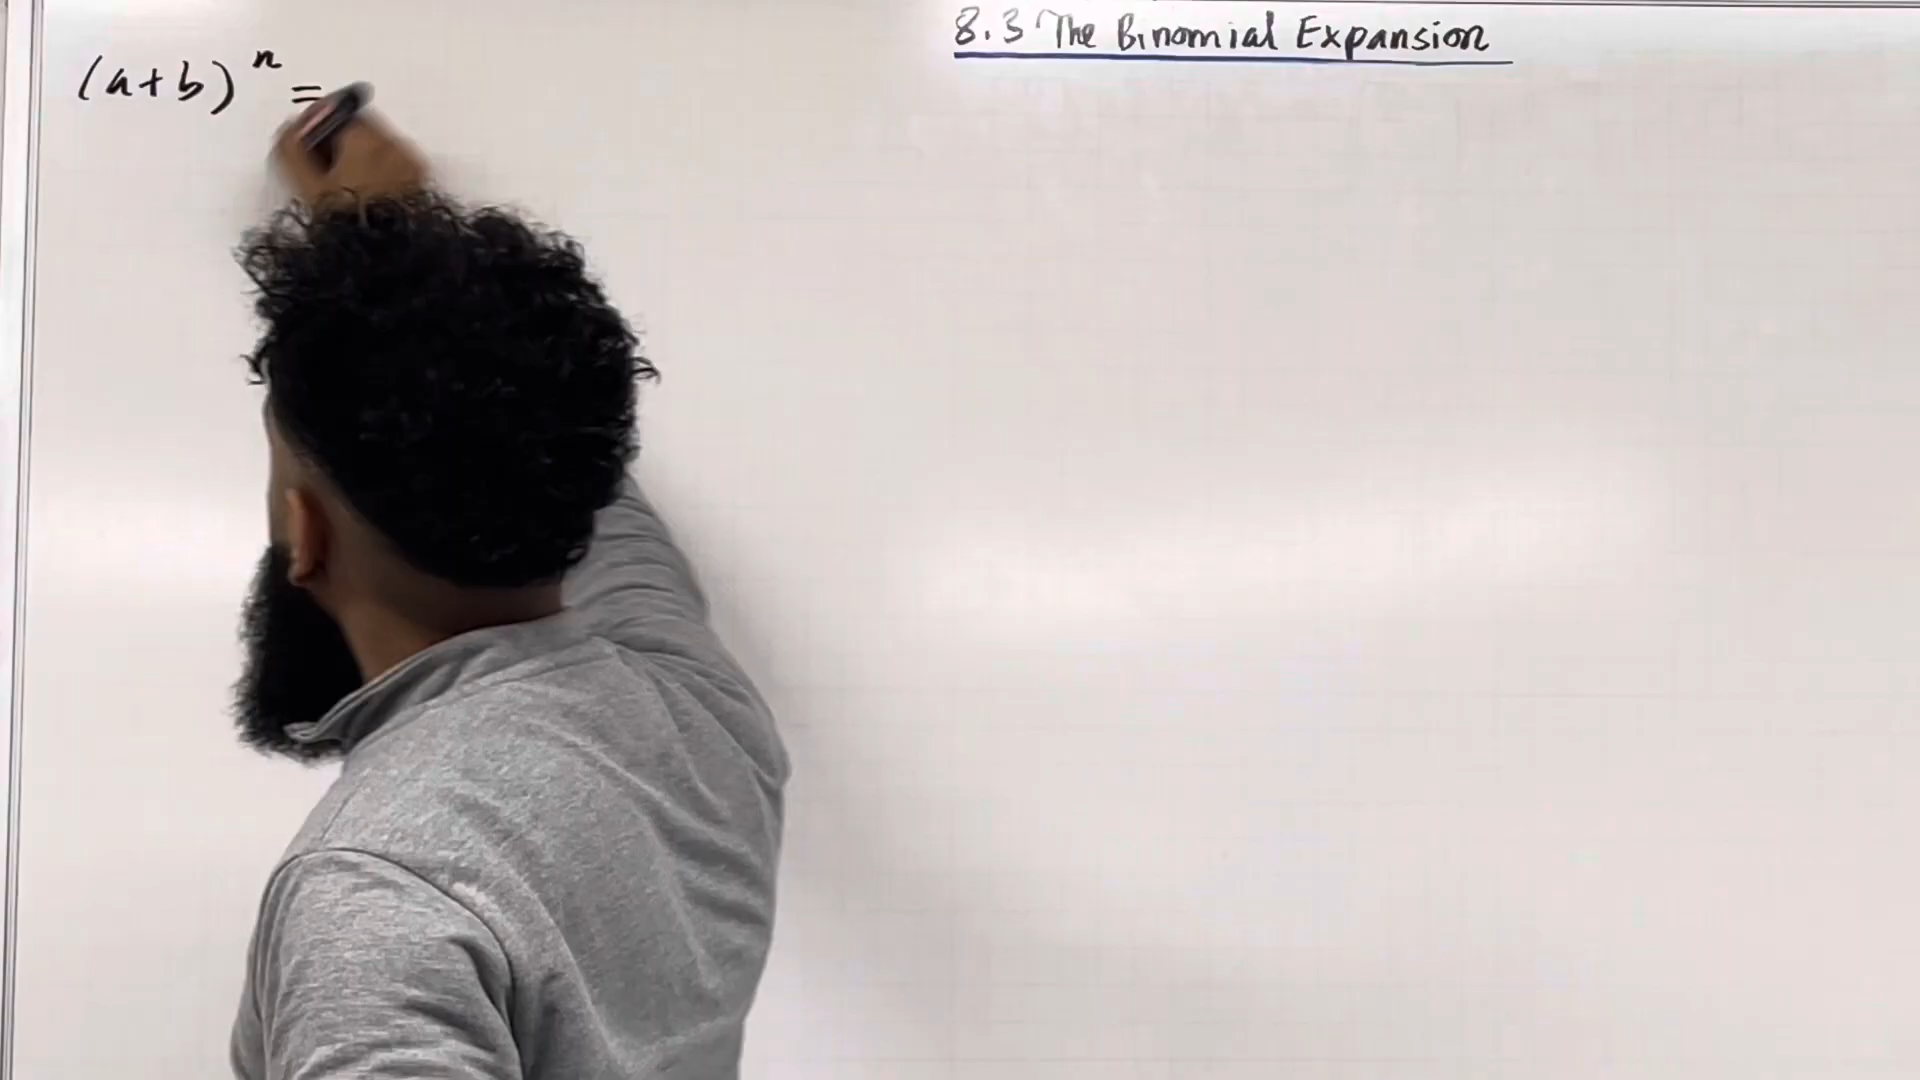 8.3 The Binomial Expansion
(a+b)ⁿ =